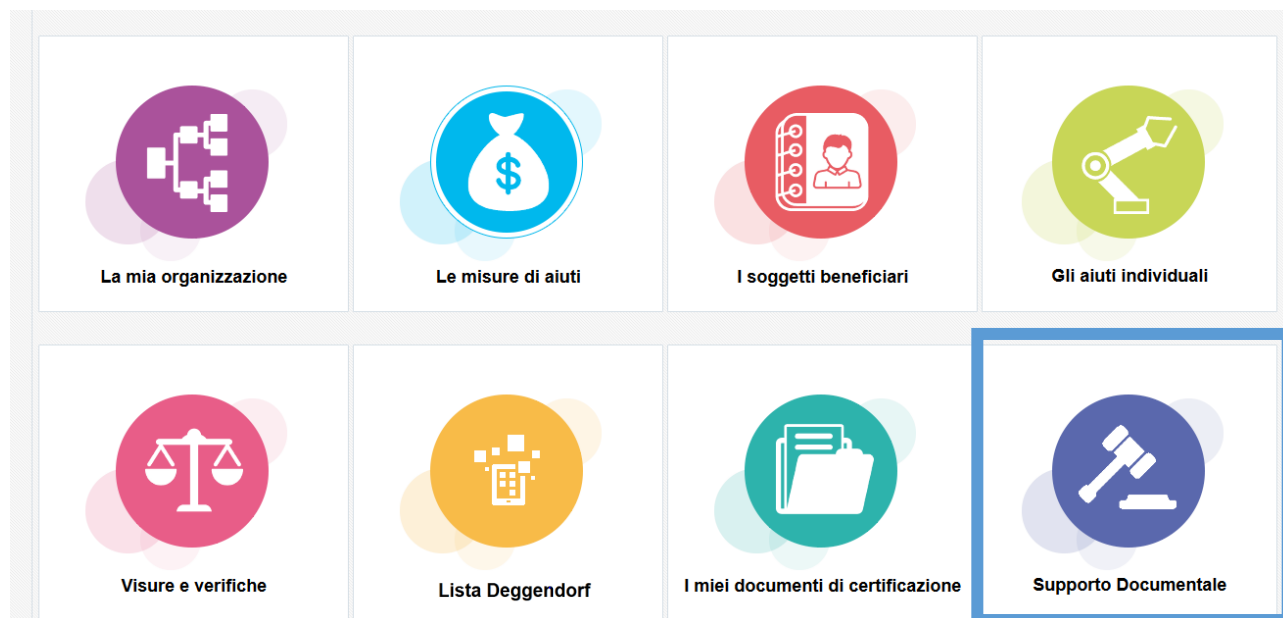 La mia organizzazione
Le misure di aiuti
I soggetti beneficiari
Gli aiuti individuali
Visure e verifiche
Lista Deggendorf
I miei documenti di certificazione
Supporto Documentale